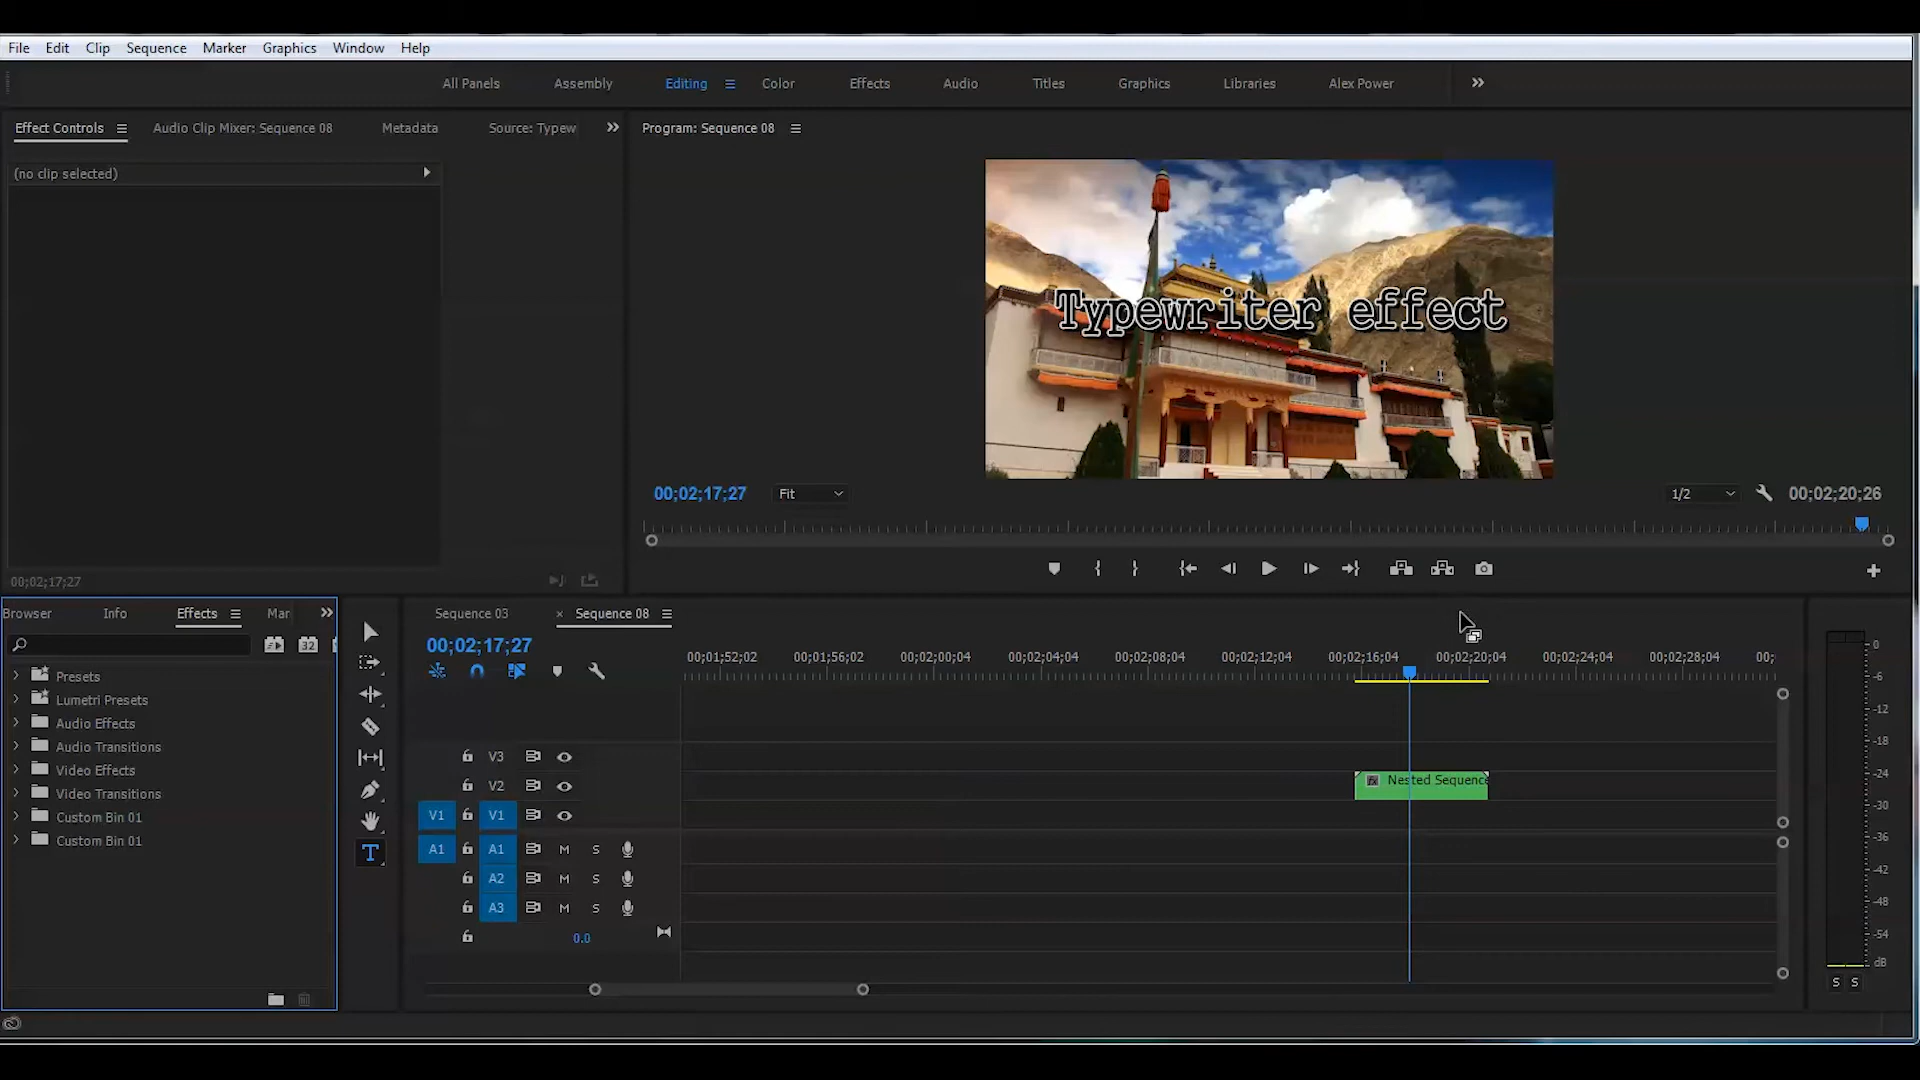 File Edit Clip Sequence Marker Graphics Window Help
All Panels Assembly Editing Color Effects Audio Titles Graphics Libraries Alex Power
Effect Controls Audio Clip Mixer: Sequence 08 Metadata Source: Typew
Program: Sequence 08
(no clip selected)
Typewriter effect
00;02;17;27 Fit 1/2 00;02;20;26
00;02;17;27
Browser Info Effects Mar
32
Presets
Lumetri Presets
Audio Effects
Audio Transitions
Video Effects
Video Transitions
Custom Bin 01
Custom Bin 01
T
Sequence 03 × Sequence 08
00;02;17;27
00;01;52;02 00;01;56;02 00;02;00;04 00;02;04;04 00;02;08;04 00;02;12;04 00;02;16;04 00;02;20;04 00;02;24;04 00;02;28;04 00;
V3
V2 fx Nested Sequence
V1 V1
A1 A1 M S
A2 M S
A3 M S
0.0
0
-6
-12
-18
-24
-30
-36
-42
-48
-54
dB
S S